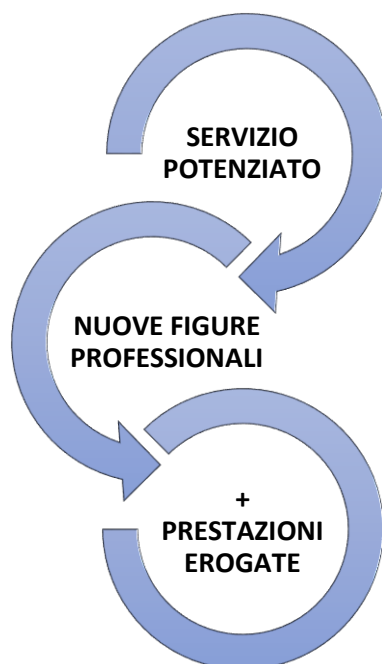 SERVIZIO
POTENZIATO
NUOVE FIGURE
PROFESSIONALI
+
PRESTAZIONI
EROGATE